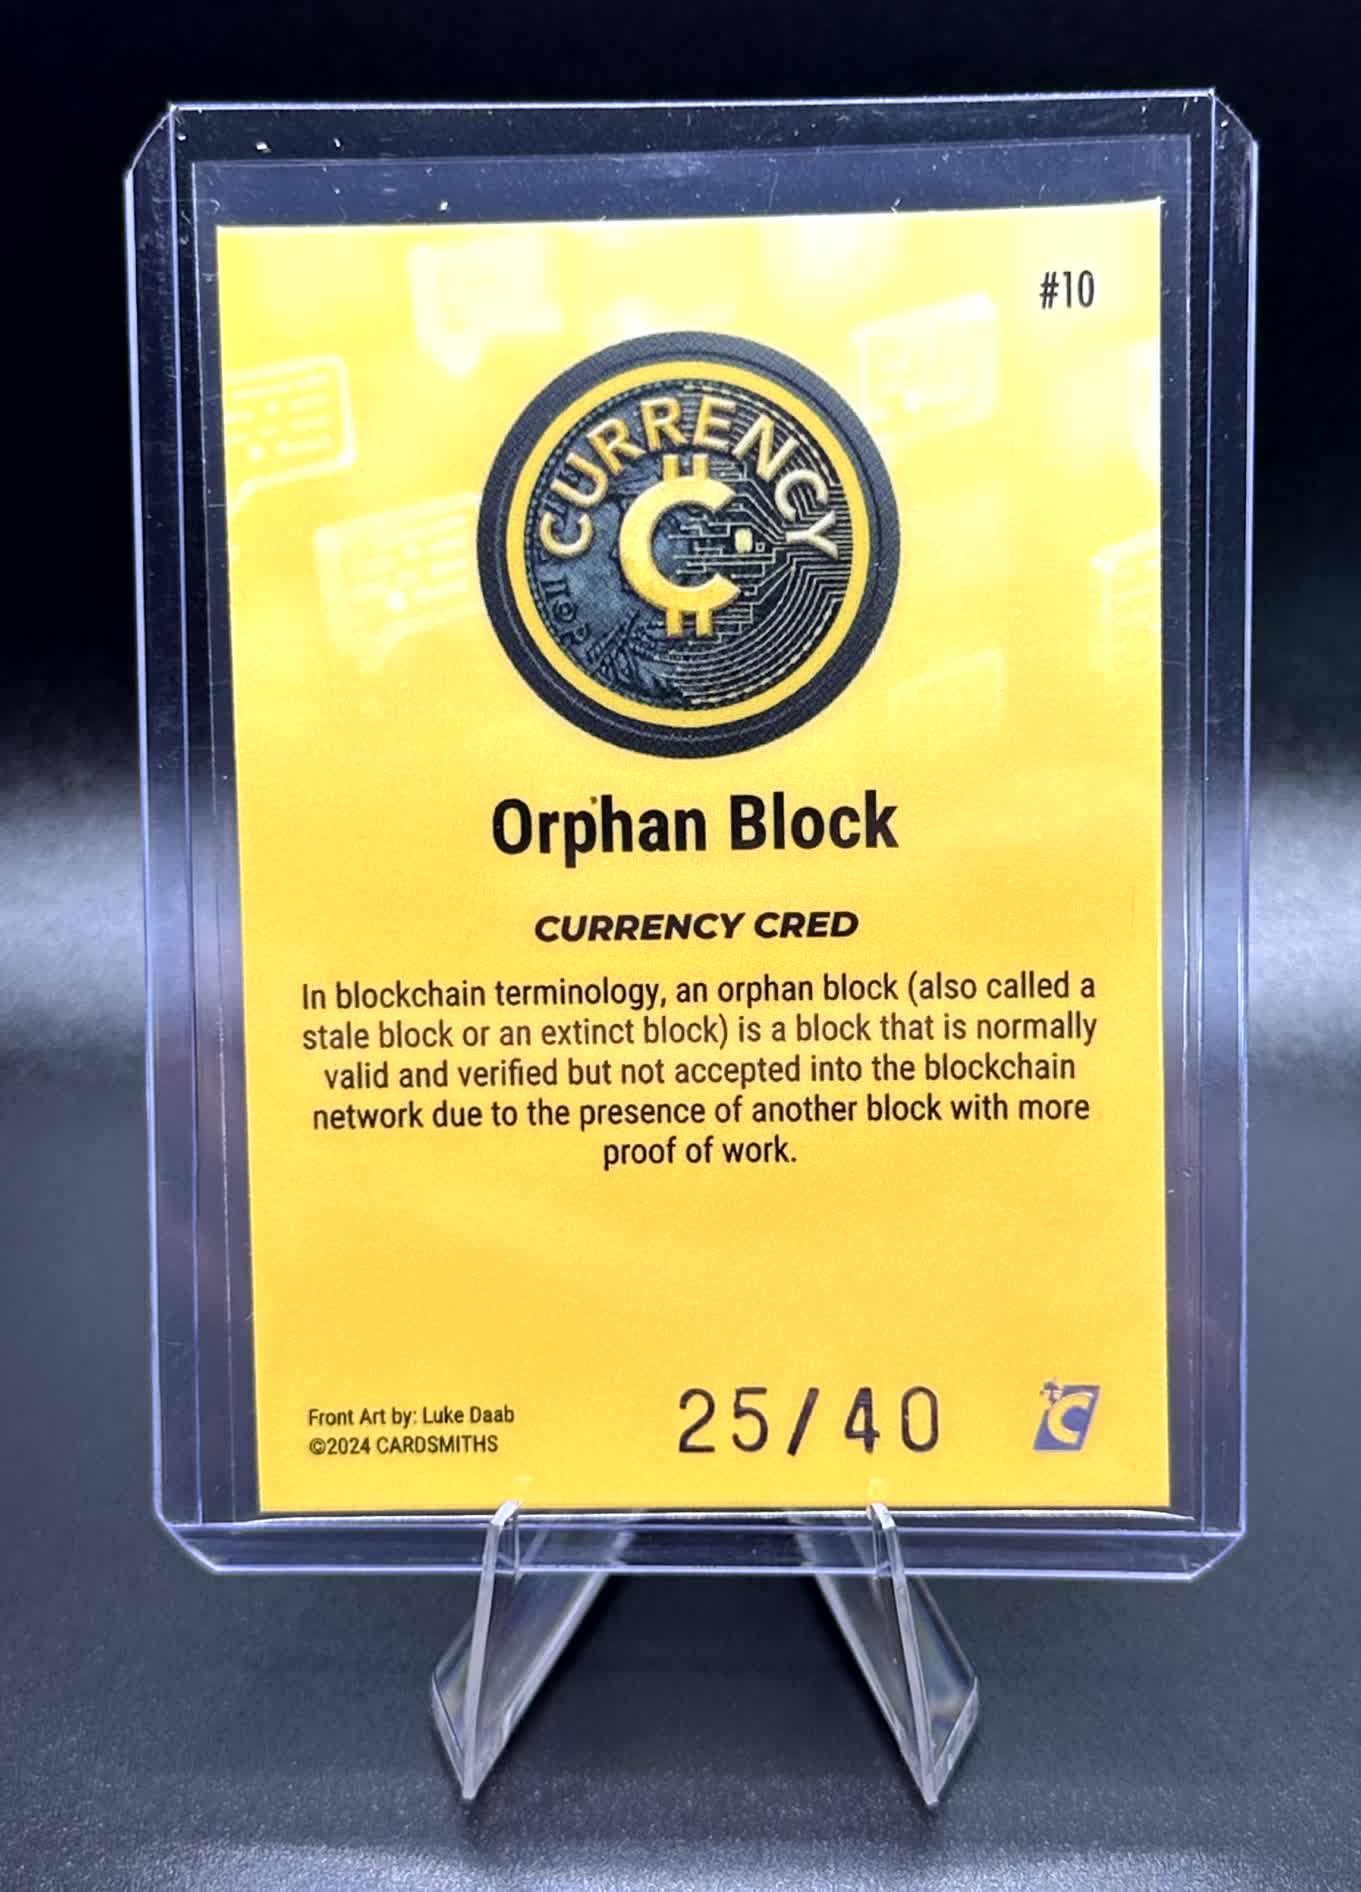 #10
CURRENCY
Orphan Block
CURRENCY CRED
In blockchain terminology, an orphan block (also called a
stale block or an extinct block) is a block that is normally
valid and verified but not accepted into the blockchain
network due to the presence of another block with more
proof of work.
Front Art by: Luke Daab
©2024 CARDSMITHS
25/40
C